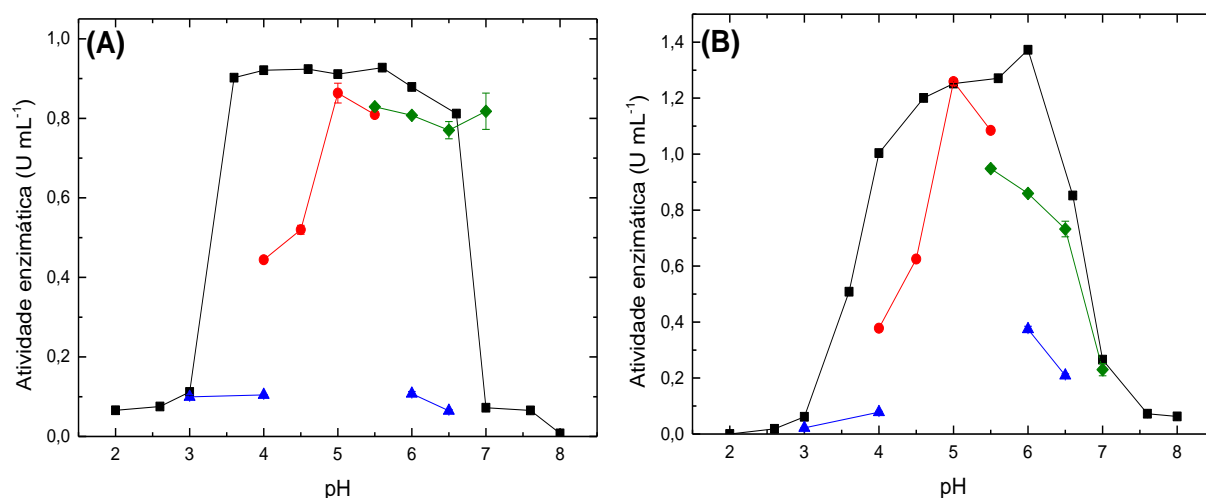 (A)
Atividade enzimática (U mL⁻¹)
1,0
0,8
0,6
0,4
0,2
0,0
2 3 4 5 6 7 8
pH
(B)
Atividade enzimática (U mL⁻¹)
1,4
1,2
1,0
0,8
0,6
0,4
0,2
0,0
2 3 4 5 6 7 8
pH